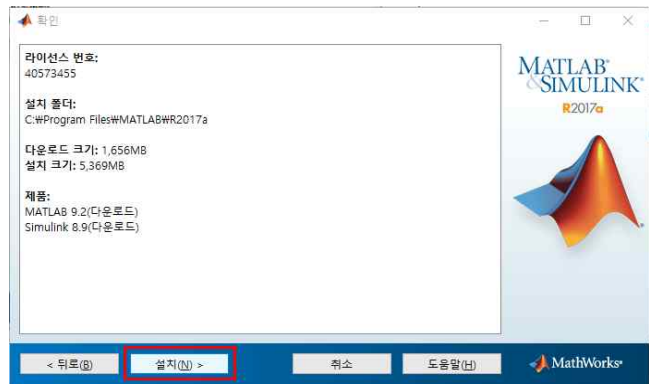 확인
라이선스 번호:
40573455
설치 폴더:
C:₩Program Files₩MATLAB₩R2017a
다운로드 크기: 1,656MB
설치 크기: 5,369MB
제품:
MATLAB 9.2(다운로드)
Simulink 8.9(다운로드)
MATLAB®
&SIMULINK®
R2017a
< 뒤로(B)
설치(N) >
취소
도움말(H)
MathWorks®